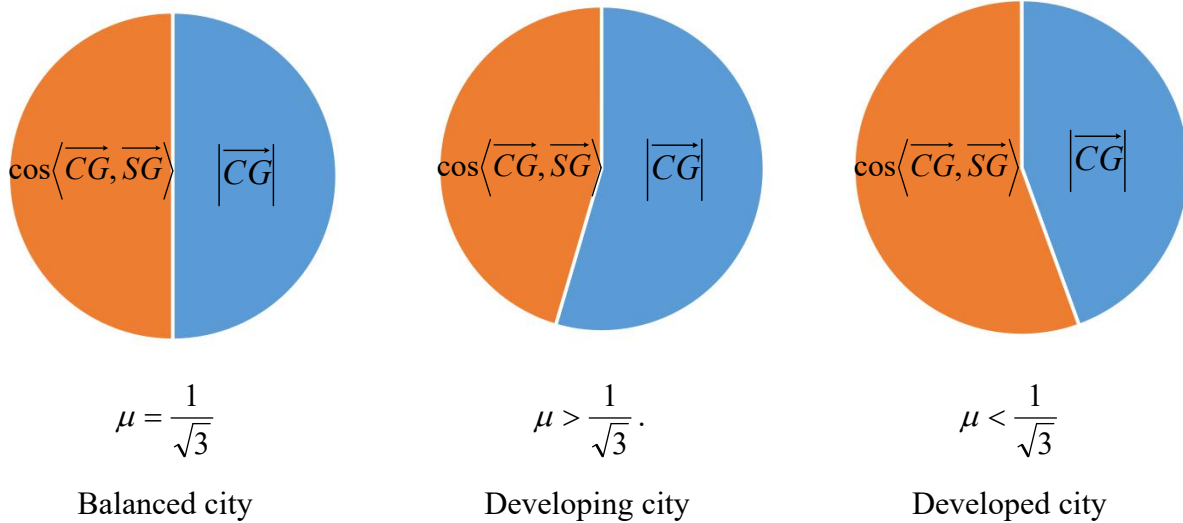 cos⟨CG⃗, SG⃗⟩ |CG⃗|
cos⟨CG⃗, SG⃗⟩ |CG⃗|
cos⟨CG⃗, SG⃗⟩ |CG⃗|
μ = 1/√3
μ > 1/√3 .
μ < 1/√3
Balanced city
Developing city
Developed city